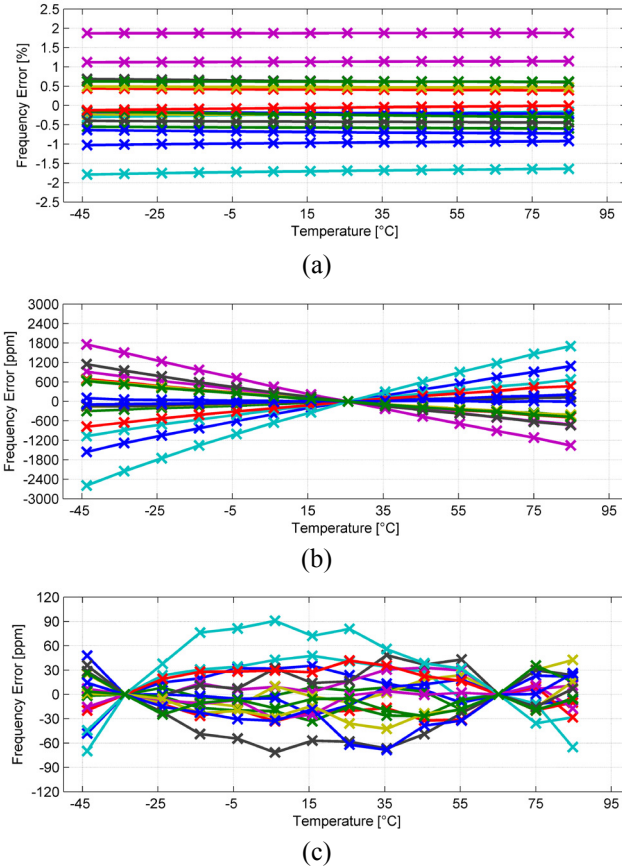 2.5
2
1.5
1
0.5
0
-0.5
-1
-1.5
-2
-2.5
Frequency Error [%]
-45 -25 -5 15 35 55 75 95
Temperature [°C]
(a)
3000
2400
1800
1200
600
0
-600
-1200
-1800
-2400
-3000
Frequency Error [ppm]
-45 -25 -5 15 35 55 75 95
Temperature [°C]
(b)
120
90
60
30
0
-30
-60
-90
-120
Frequency Error [ppm]
-45 -25 -5 15 35 55 75 95
Temperature [°C]
(c)